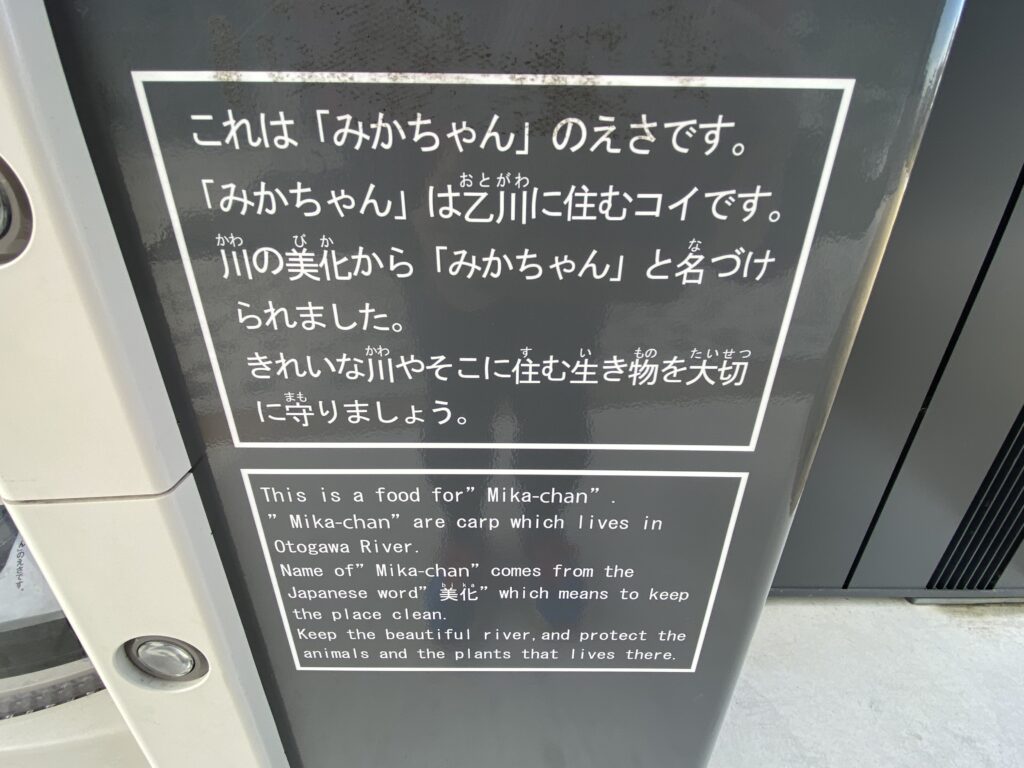 これは「みかちゃん」のえさです。
「みかちゃん」は乙川に住むコイです。
川の美化から「みかちゃん」と名づけ
られました。
きれいな川やそこに住む生き物を大切
に守りましょう。
This is a food for”Mika-chan”.
”Mika-chan”are carp which lives in
Otogawa River.
Name of”Mika-chan”comes from the
Japanese word”美化”which means to keep
the place clean.
Keep the beautiful river,and protect the
animals and the plants that lives there.